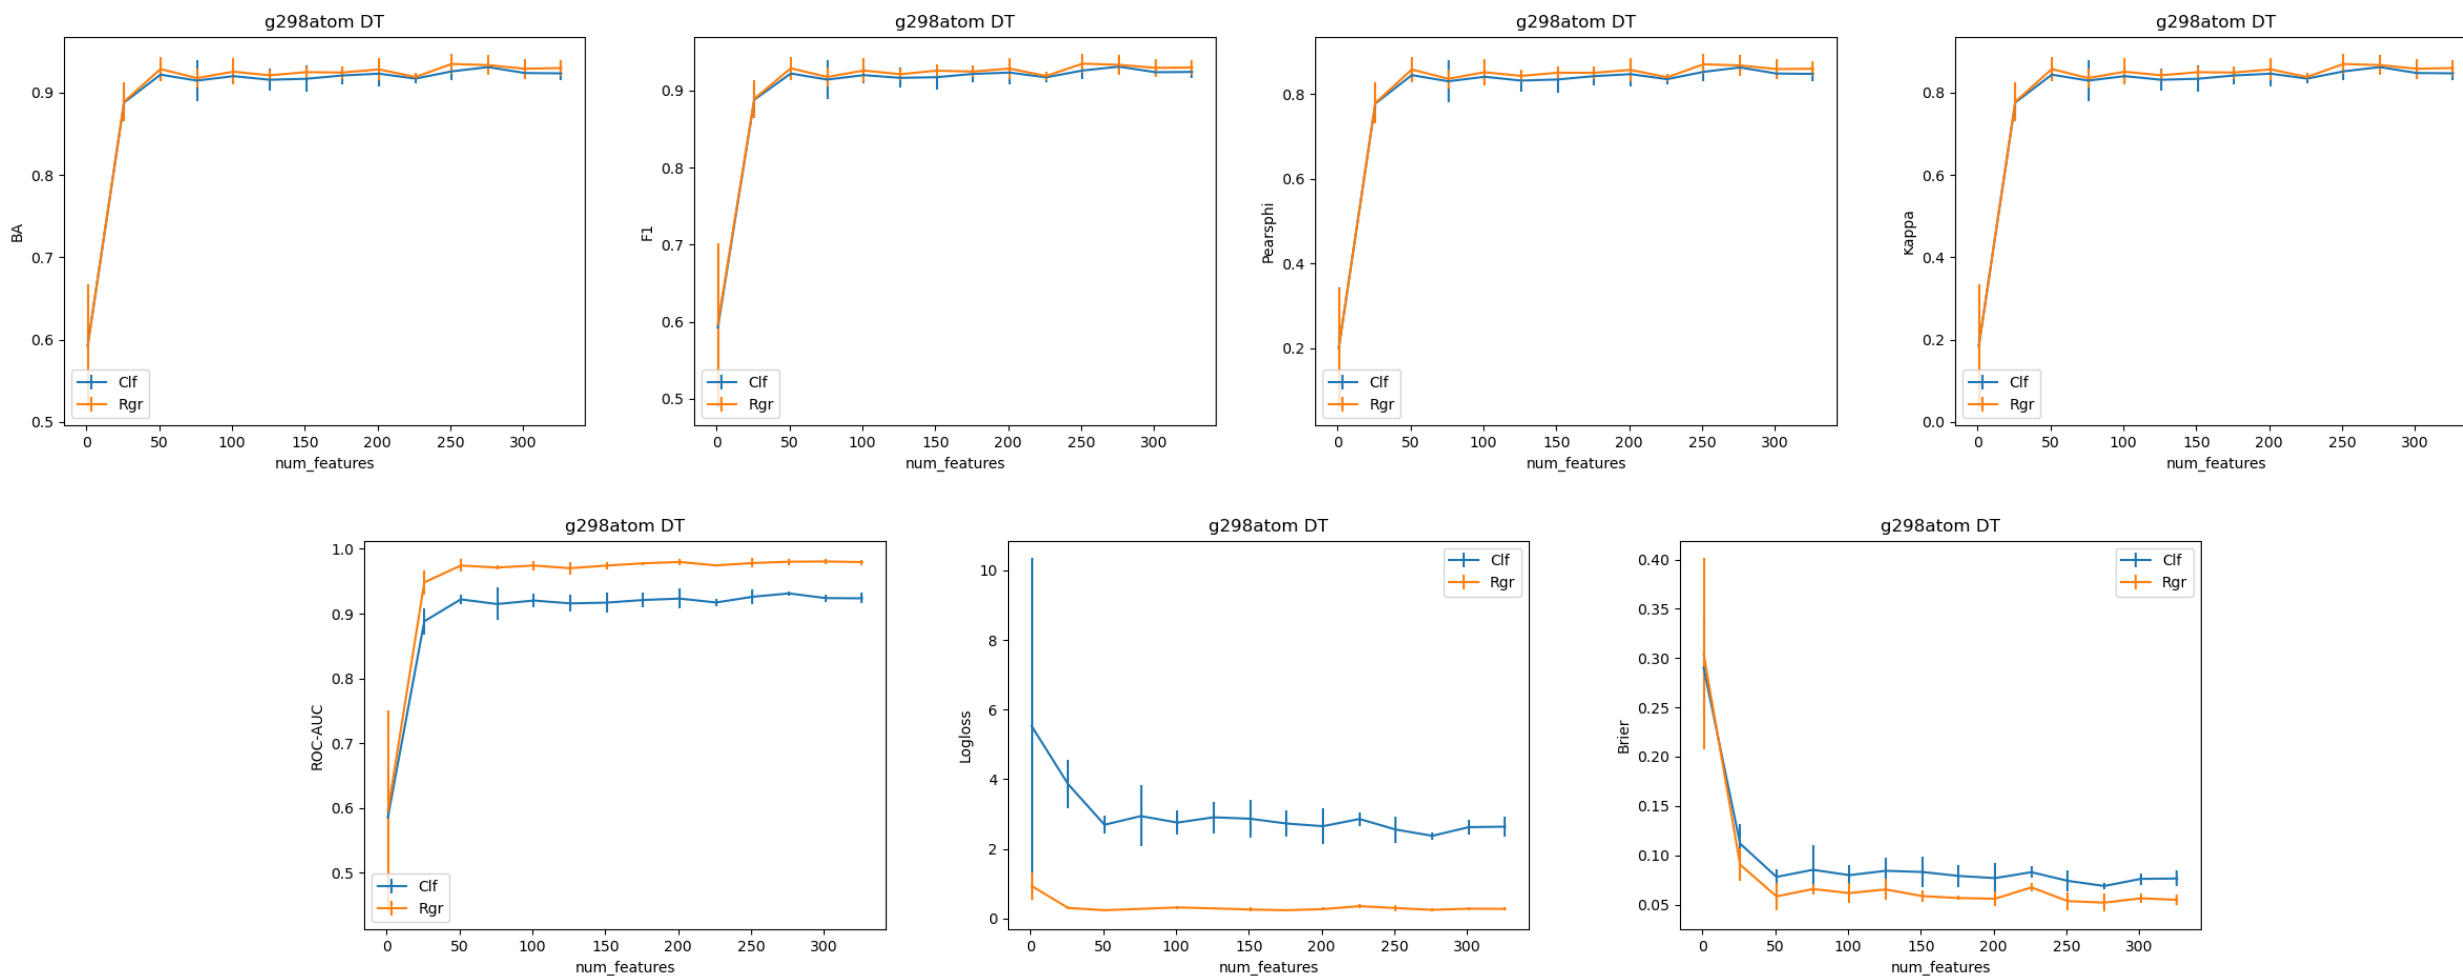 g298atom DT
BA
0.9
0.8
0.7
0.6
0.5
Clf
Rgr
0 50 100 150 200 250 300
num_features
g298atom DT
F1
0.9
0.8
0.7
0.6
0.5
Clf
Rgr
0 50 100 150 200 250 300
num_features
g298atom DT
Pearsphi
0.8
0.6
0.4
0.2
Clf
Rgr
0 50 100 150 200 250 300
num_features
g298atom DT
Kappa
0.8
0.6
0.4
0.2
0.0
Clf
Rgr
0 50 100 150 200 250 300
num_features
g298atom DT
ROC-AUC
1.0
0.9
0.8
0.7
0.6
0.5
Clf
Rgr
0 50 100 150 200 250 300
num_features
g298atom DT
Logloss
10
8
6
4
2
0
Clf
Rgr
0 50 100 150 200 250 300
num_features
g298atom DT
Brier
0.40
0.35
0.30
0.25
0.20
0.15
0.10
0.05
Clf
Rgr
0 50 100 150 200 250 300
num_features